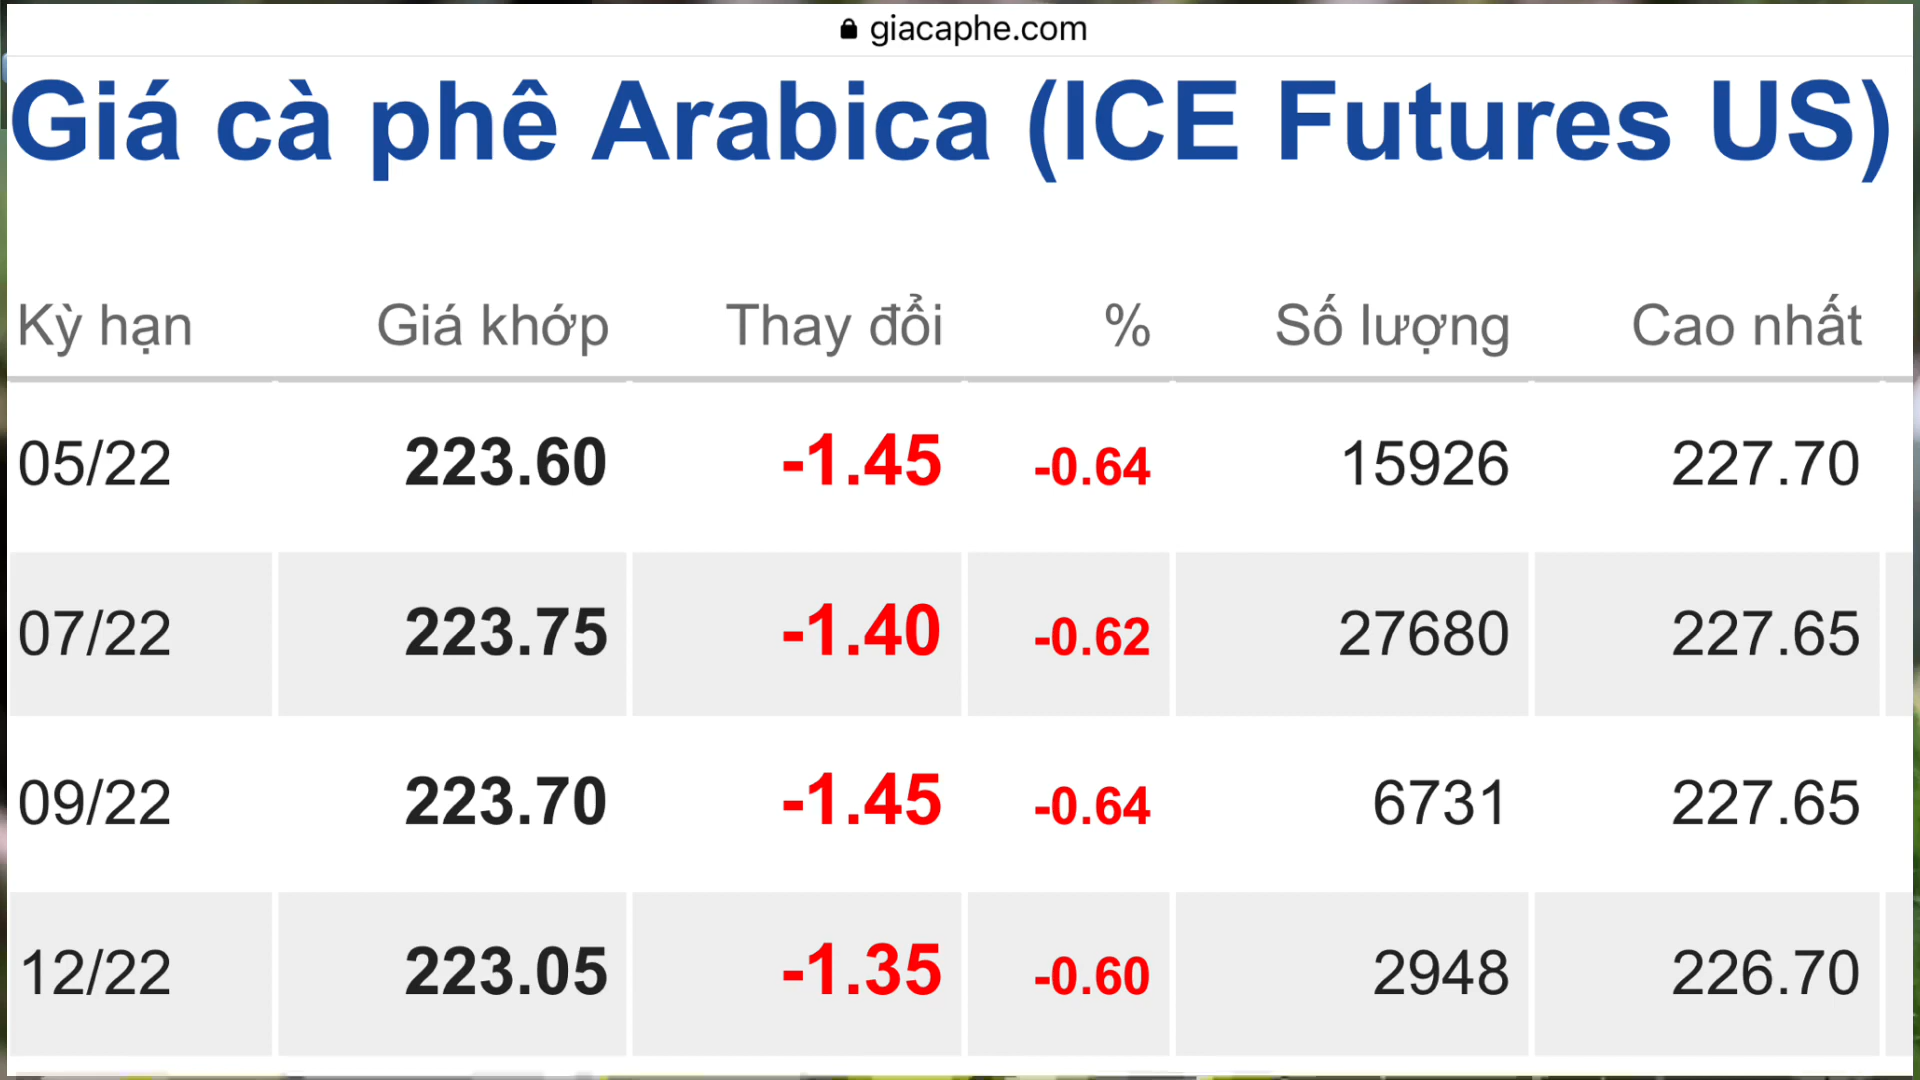 giacaphe.com
Giá cà phê Arabica (ICE Futures US)
Kỳ hạn Giá khớp Thay đổi % Số lượng Cao nhất
05/22 223.60 -1.45 -0.64 15926 227.70
07/22 223.75 -1.40 -0.62 27680 227.65
09/22 223.70 -1.45 -0.64 6731 227.65
12/22 223.05 -1.35 -0.60 2948 226.70